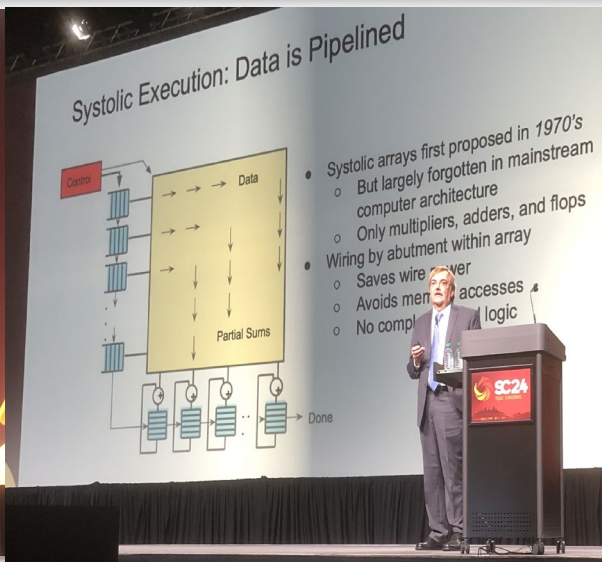 Systolic Execution: Data is Pipelined
Control
Data
Partial Sums
Done
Systolic arrays first proposed in 1970's
But largely forgotten in mainstream
computer architecture
Only multipliers, adders, and flops
Wiring by abutment within array
Saves wire
Avoids accesses
No logic
SC24